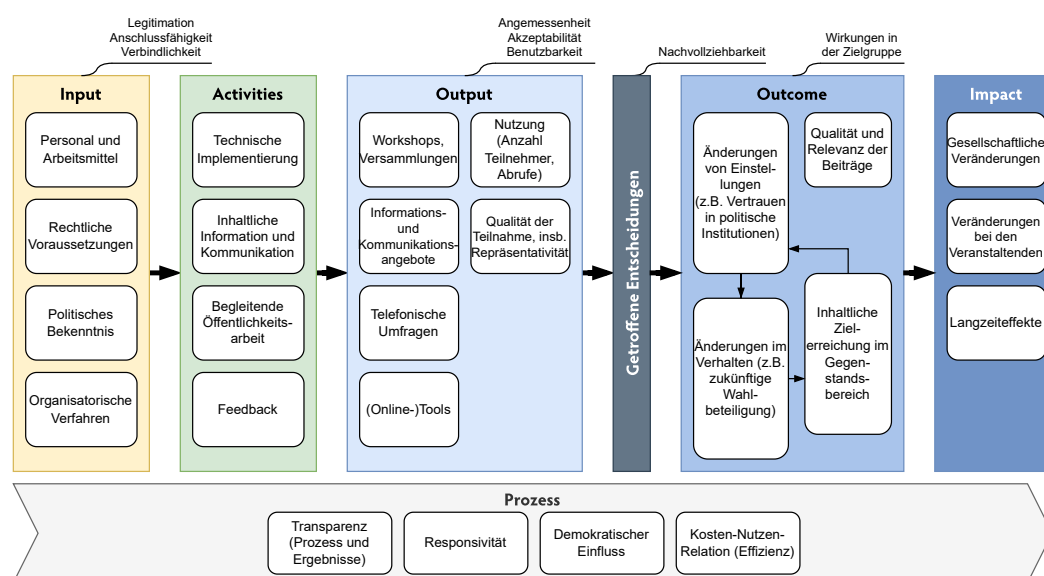 Legitimation
Anschlussfähigkeit
Verbindlichkeit
Angemessenheit
Akzeptabilität
Benutzbarkeit
Nachvollziehbarkeit
Wirkungen in
der Zielgruppe
Input
Personal und
Arbeitsmittel
Rechtliche
Voraussetzungen
Politisches
Bekenntnis
Organisatorische
Verfahren
Activities
Technische
Implementierung
Inhaltliche
Information und
Kommunikation
Begleitende
Öffentlichkeits-
arbeit
Feedback
Output
Workshops,
Versammlungen
Informations-
und
Kommunikations-
angebote
Telefonische
Umfragen
(Online-)Tools
Nutzung
(Anzahl
Teilnehmer,
Abrufe)
Qualität der
Teilnahme, insb.
Repräsentativität
Getroffene Entscheidungen
Outcome
Änderungen
von Einstel-
lungen
(z.B. Vertrauen
in politische
Institutionen)
Qualität und
Relevanz der
Beiträge
Änderungen im
Verhalten (z.B.
zukünftige
Wahl-
beteiligung)
Inhaltliche Ziel-
erreichung im
Gegen-
stands-
bereich
Impact
Gesellschaftliche
Veränderungen
Veränderungen
bei den
Veranstaltenden
Langzeiteffekte
Prozess
Transparenz
(Prozess und
Ergebnisse)
Responsivität
Demokratischer
Einfluss
Kosten-Nutzen-
Relation (Effizienz)